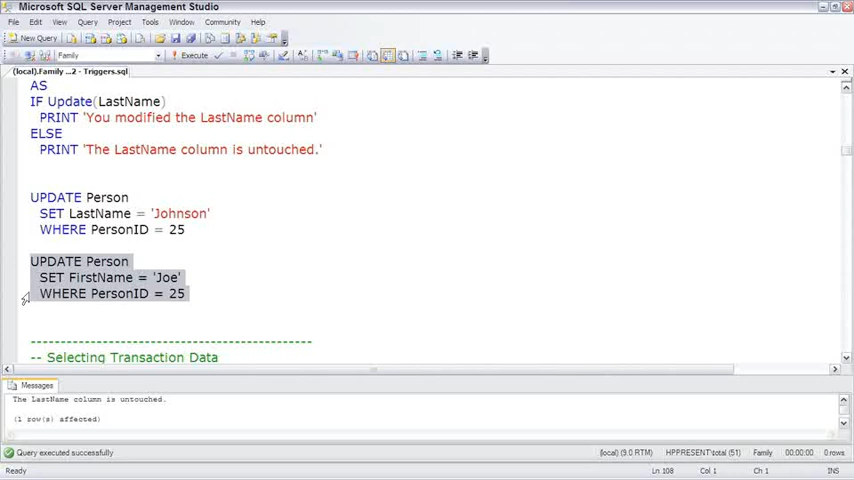 Microsoft SQL Server Management Studio
File Edit View Query Project Tools Window Community Help
New Query
Family Execute
(local).Family ...2 - Triggers.sql
AS
IF Update(LastName)
PRINT 'You modified the LastName column'
ELSE
PRINT 'The LastName column is untouched.'
UPDATE Person
SET LastName = 'Johnson'
WHERE PersonID = 25
UPDATE Person
SET FirstName = 'Joe'
WHERE PersonID = 25
---------------------------------------------
-- Selecting Transaction Data
Messages
The LastName column is untouched.
(1 row(s) affected)
Query executed successfully (local) (9.0 RTM) HPPRESENT\total (51) Family 00:00:00 0 rows
Ready Ln 108 Col 1 Ch 1 INS